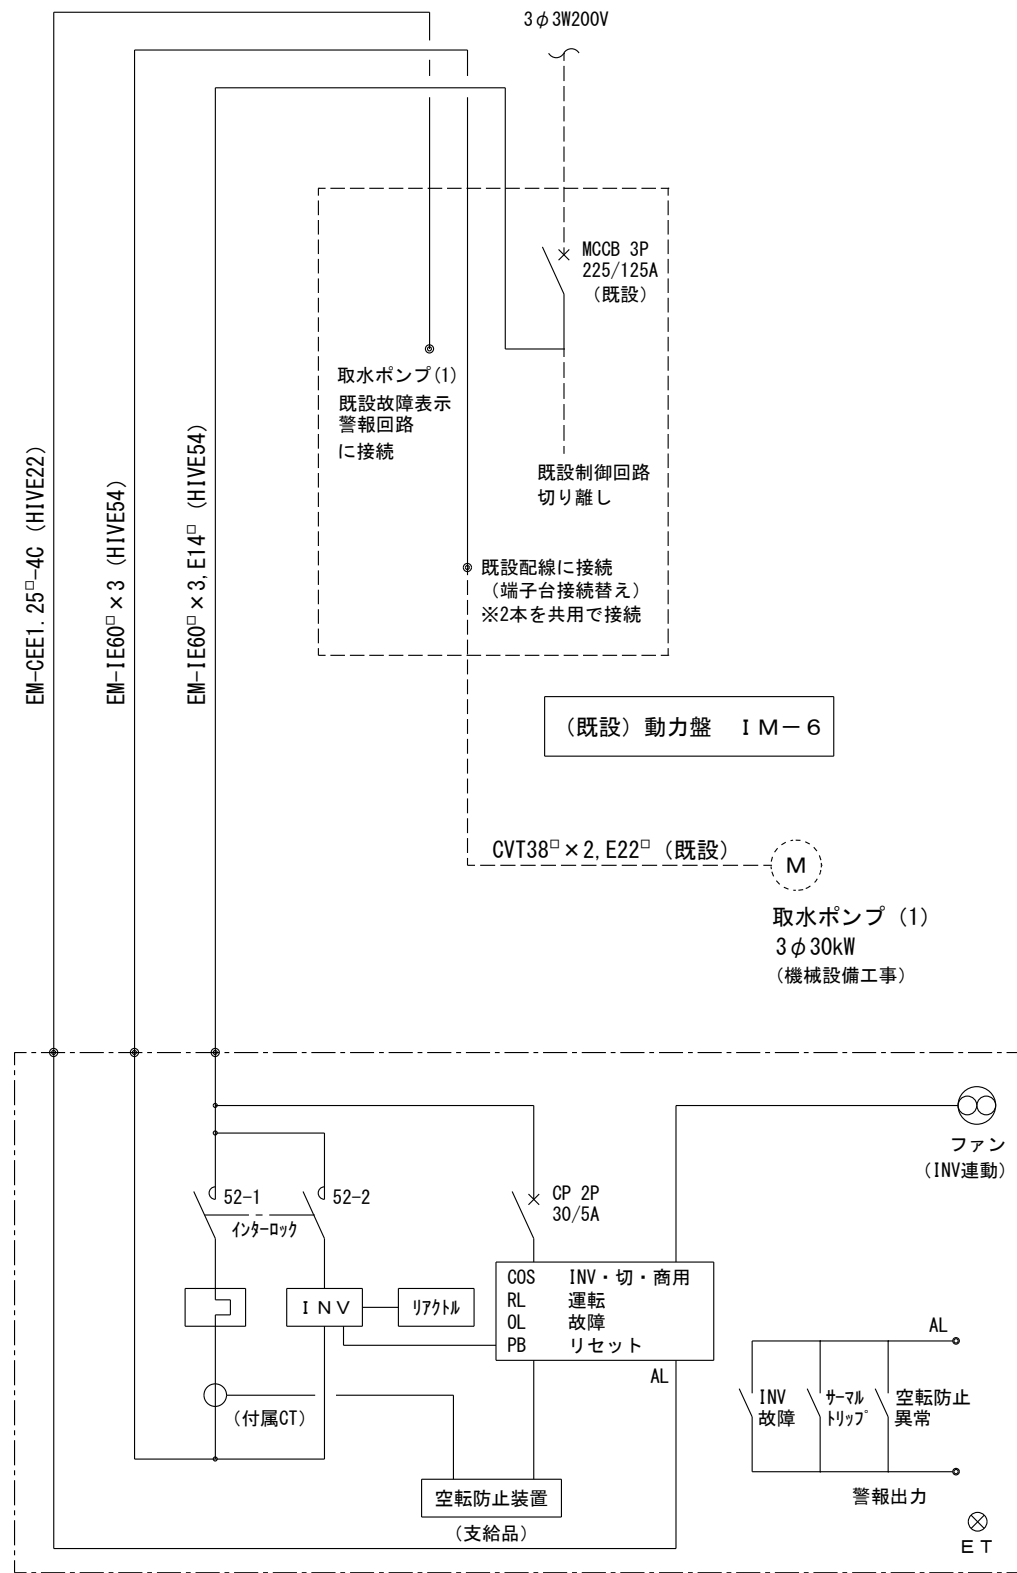 3φ3W200V
MCCB 3P
225/125A
(既設)
取水ポンプ(1)
既設故障表示
警報回路
に接続
既設制御回路
切り離し
EM-CEE1.25□-4C (HIVE22)
EM-IE60□×3 (HIVE54)
EM-IE60□×3,E14□ (HIVE54)
既設配線に接続
(端子台接続替え)
※2本を共用で接続
(既設) 動力盤 IM-6
CVT38□×2,E22□ (既設)
M
取水ポンプ (1)
3φ30kW
(機械設備工事)
ファン
(INV連動)
52-1
52-2
インターロック
CP 2P
30/5A
INV
リアクトル
COS INV・切・商用
RL 運転
OL 故障
PB リセット
AL
(付属CT)
空転防止装置
(支給品)
AL
INV
故障
サーマル
トリップ
空転防止
異常
警報出力
ET